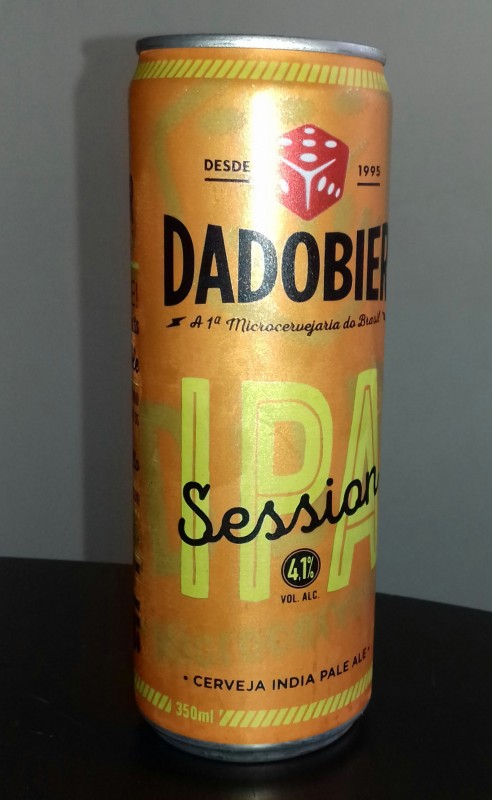 DESDE 1995
DADOBIER
A 1ª Microcervejaria do Brasil
IPA
Session
4,1%
VOL. ALC.
• CERVEJA INDIA PALE ALE •
350ml